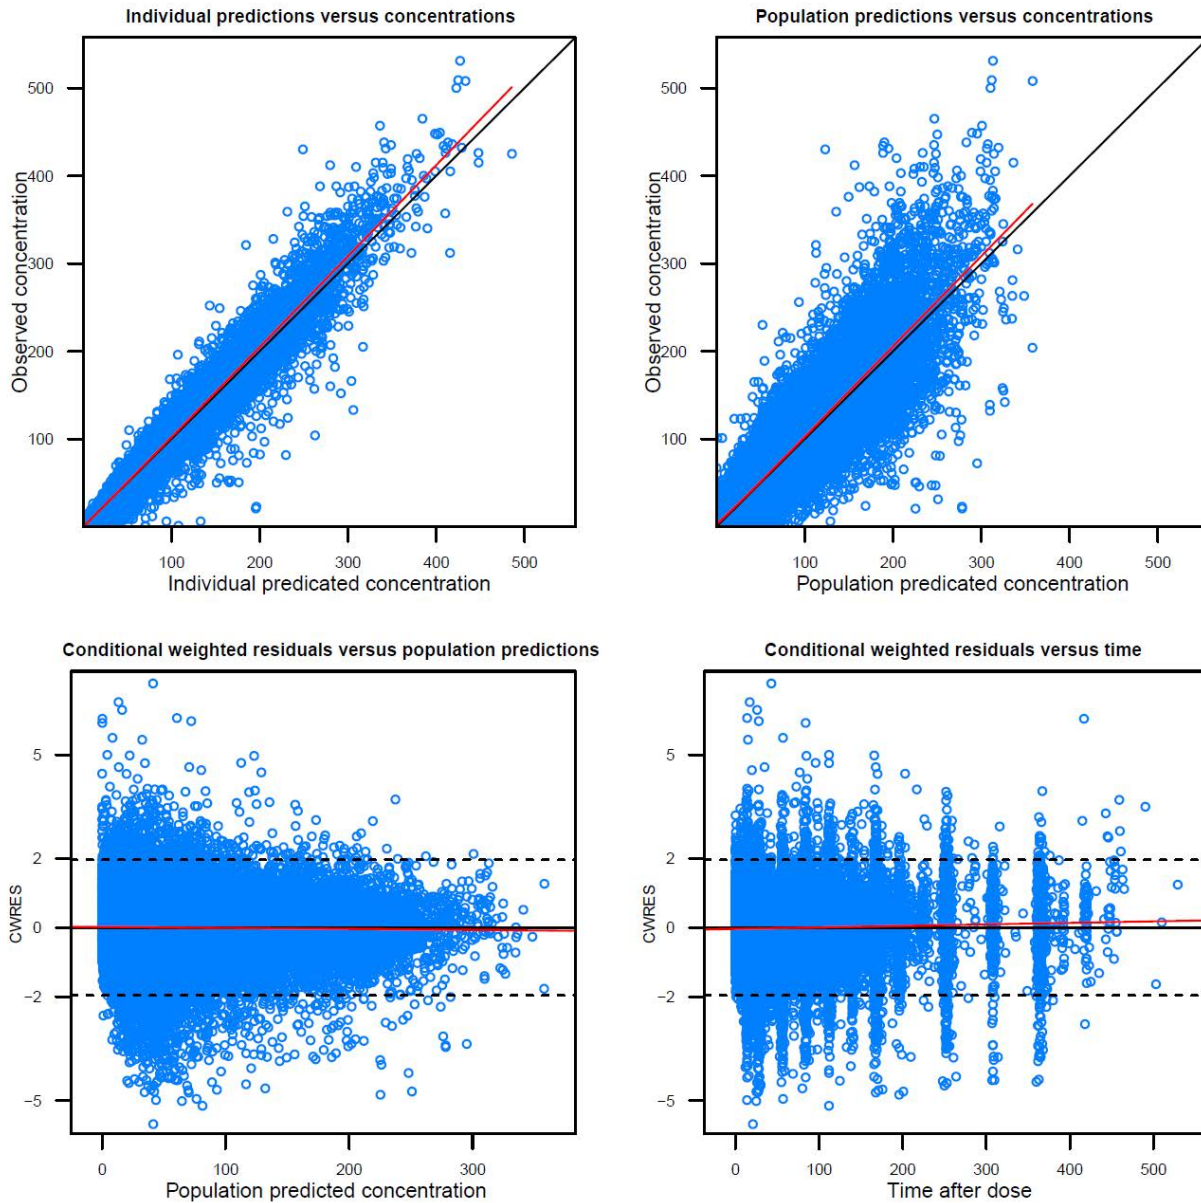 Individual predictions versus concentrations
Observed concentration
500
400
300
200
100
100 200 300 400 500
Individual predicated concentration
Population predictions versus concentrations
Observed concentration
500
400
300
200
100
100 200 300 400 500
Population predicated concentration
Conditional weighted residuals versus population predictions
CWRES
5
2
0
−2
−5
0 100 200 300
Population predicted concentration
Conditional weighted residuals versus time
CWRES
5
2
0
−2
−5
0 100 200 300 400 500
Time after dose